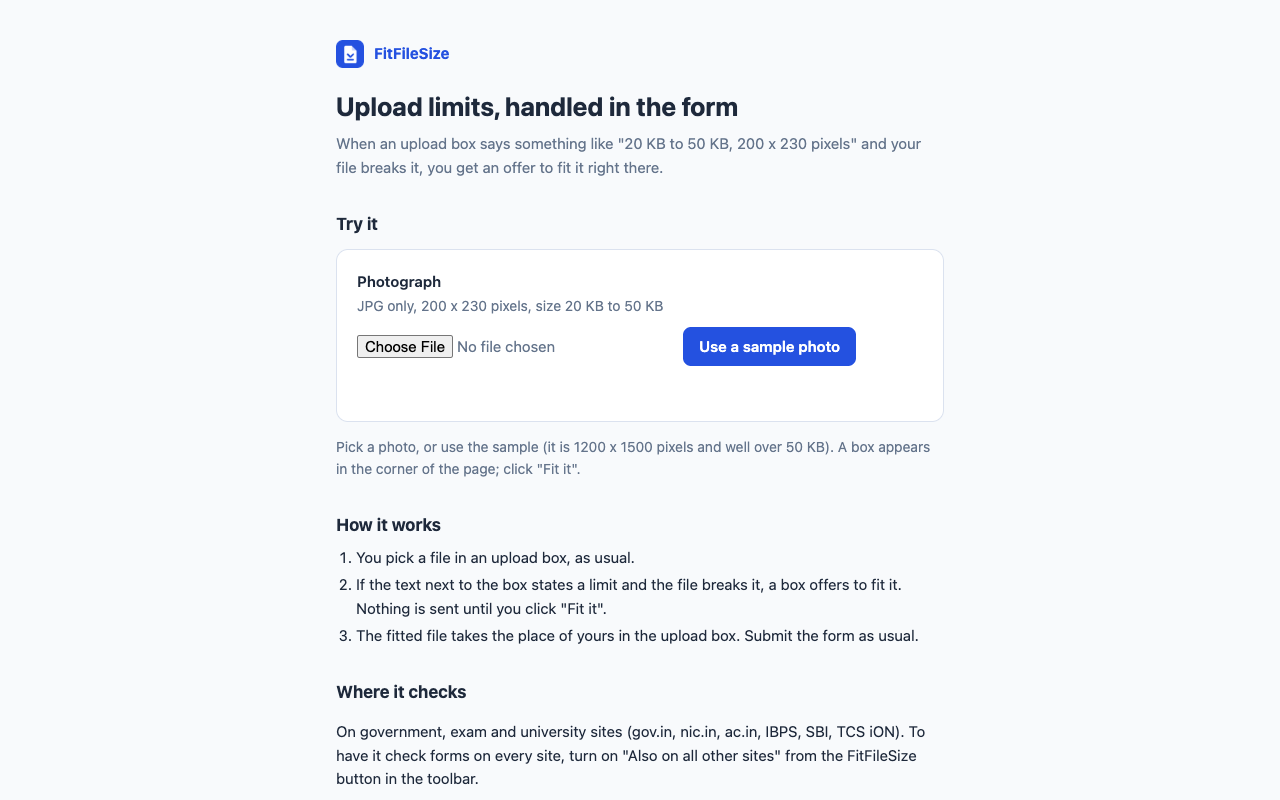 FitFileSize
Upload limits, handled in the form
When an upload box says something like "20 KB to 50 KB, 200 x 230 pixels" and your
file breaks it, you get an offer to fit it right there.
Try it
Photograph
JPG only, 200 x 230 pixels, size 20 KB to 50 KB
Choose File No file chosen
Use a sample photo
Pick a photo, or use the sample (it is 1200 x 1500 pixels and well over 50 KB). A box appears
in the corner of the page; click "Fit it".
How it works
1. You pick a file in an upload box, as usual.
2. If the text next to the box states a limit and the file breaks it, a box offers to fit it.
Nothing is sent until you click "Fit it".
3. The fitted file takes the place of yours in the upload box. Submit the form as usual.
Where it checks
On government, exam and university sites (gov.in, nic.in, ac.in, IBPS, SBI, TCS iON). To
have it check forms on every site, turn on "Also on all other sites" from the FitFileSize
button in the toolbar.